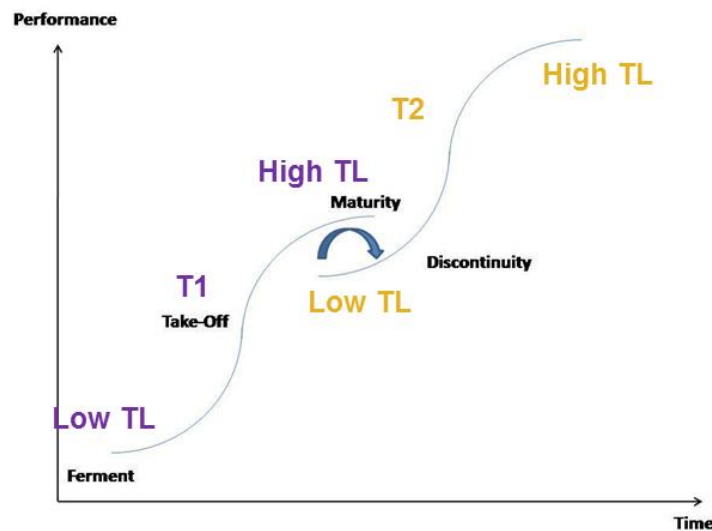 Performance
High TL
T2
High TL
Maturity
Discontinuity
T1
Low TL
Take-Off
Low TL
Ferment
Time